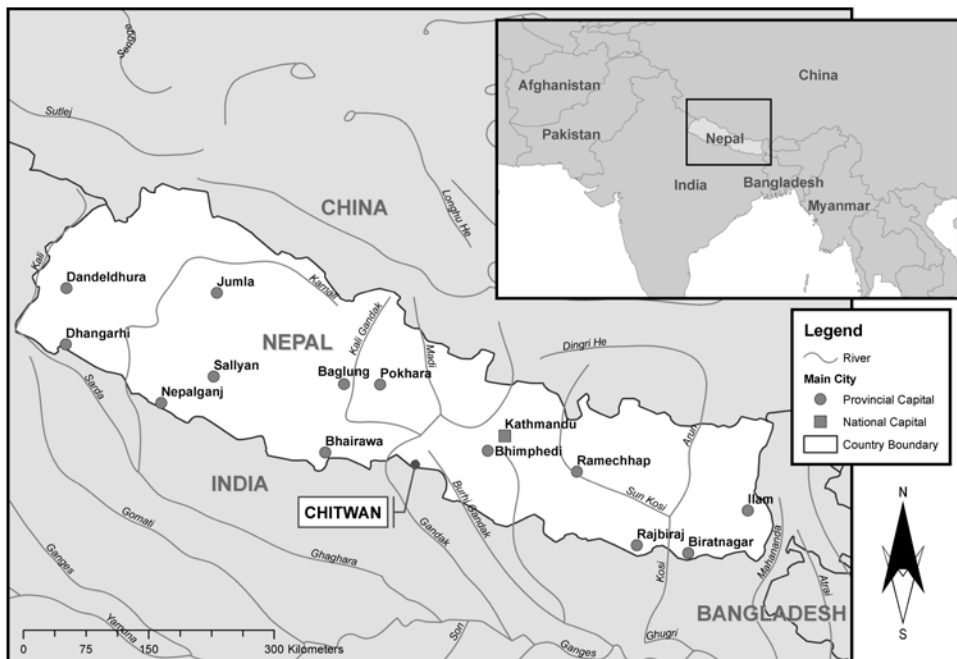 Sengge
Sutlej
Afghanistan
China
Pakistan
Nepal
India
Bangladesh
Myanmar
CHINA
Longhu He
Kali
Dandeldhura
Jumla
Karnali
Dhangarhi
NEPAL
Kali Gandak
Madi
Dingri He
Sarda
Sallyan
Baglung
Pokhara
Nepalganj
Kathmandu
Bhimphedi
Arun
Bhairawa
Ramechhap
INDIA
CHITWAN
Burhi Gandak
Gandak
Sun Kosi
Ilam
Gomati
Ghaghara
Rajbiraj
Biratnagar
Mahananda
Kosi
Atrai
Ganges
Yamuna
Son
BANGLADESH
Ghugri
Ganges
0 75 150 300 Kilometers
Legend
River
Main City
Provincial Capital
National Capital
Country Boundary
N
S